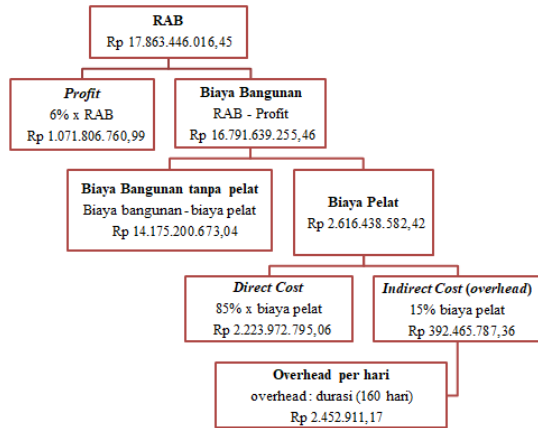 RAB
Rp 17.863.446.016,45
Profit
6% x RAB
Rp 1.071.806.760,99
Biaya Bangunan
RAB - Profit
Rp 16.791.639.255,46
Biaya Bangunan tanpa pelat
Biaya bangunan - biaya pelat
Rp 14.175.200.673,04
Biaya Pelat
Rp 2.616.438.582,42
Direct Cost
85% x biaya pelat
Rp 2.223.972.795,06
Indirect Cost (overhead)
15% biaya pelat
Rp 392.465.787,36
Overhead per hari
overhead : durasi (160 hari)
Rp 2.452.911,17